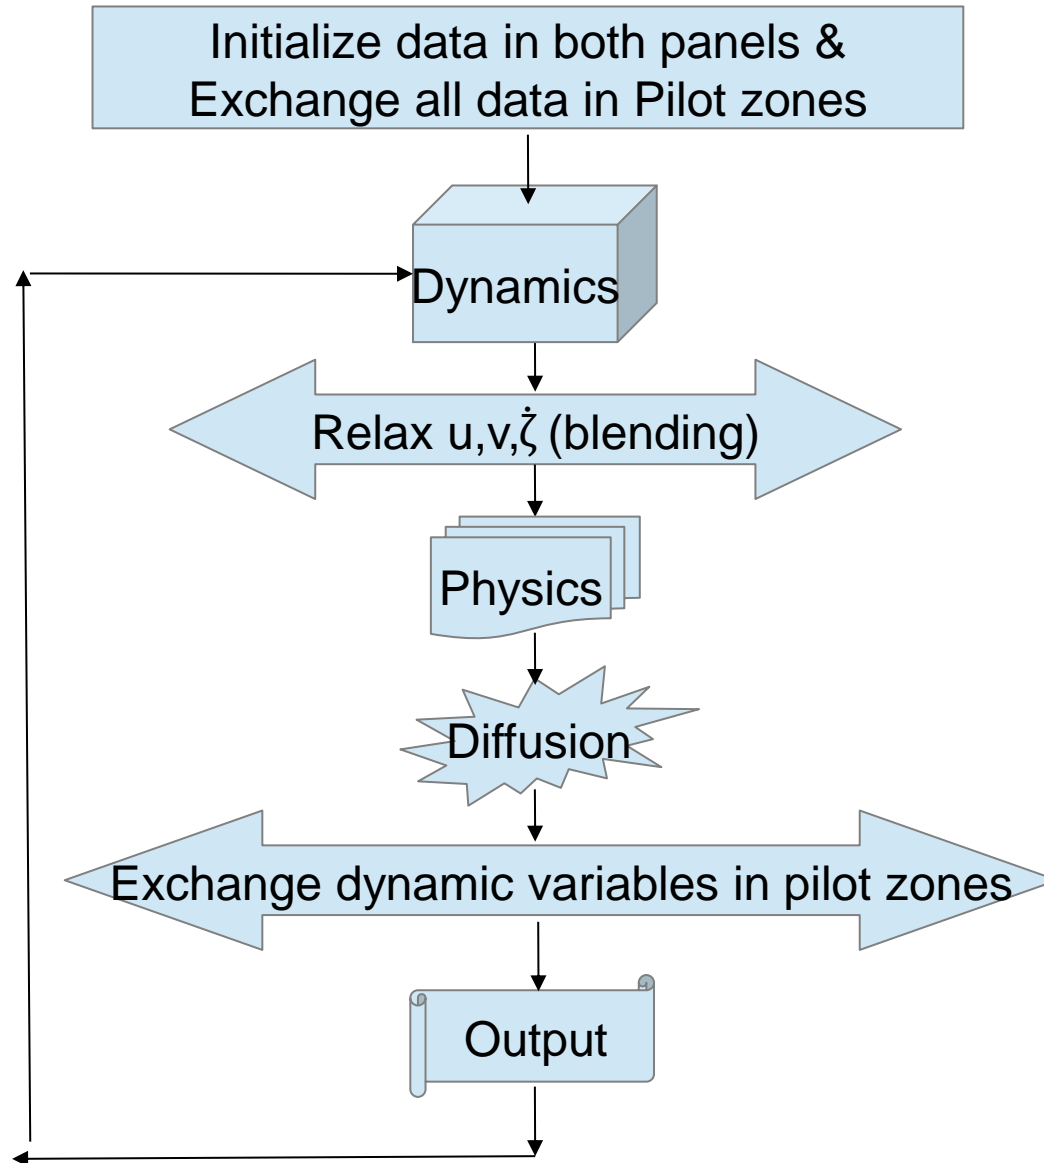 Initialize data in both panels &
Exchange all data in Pilot zones
Dynamics
Relax u,v,ζ̇ (blending)
Physics
Diffusion
Exchange dynamic variables in pilot zones
Output